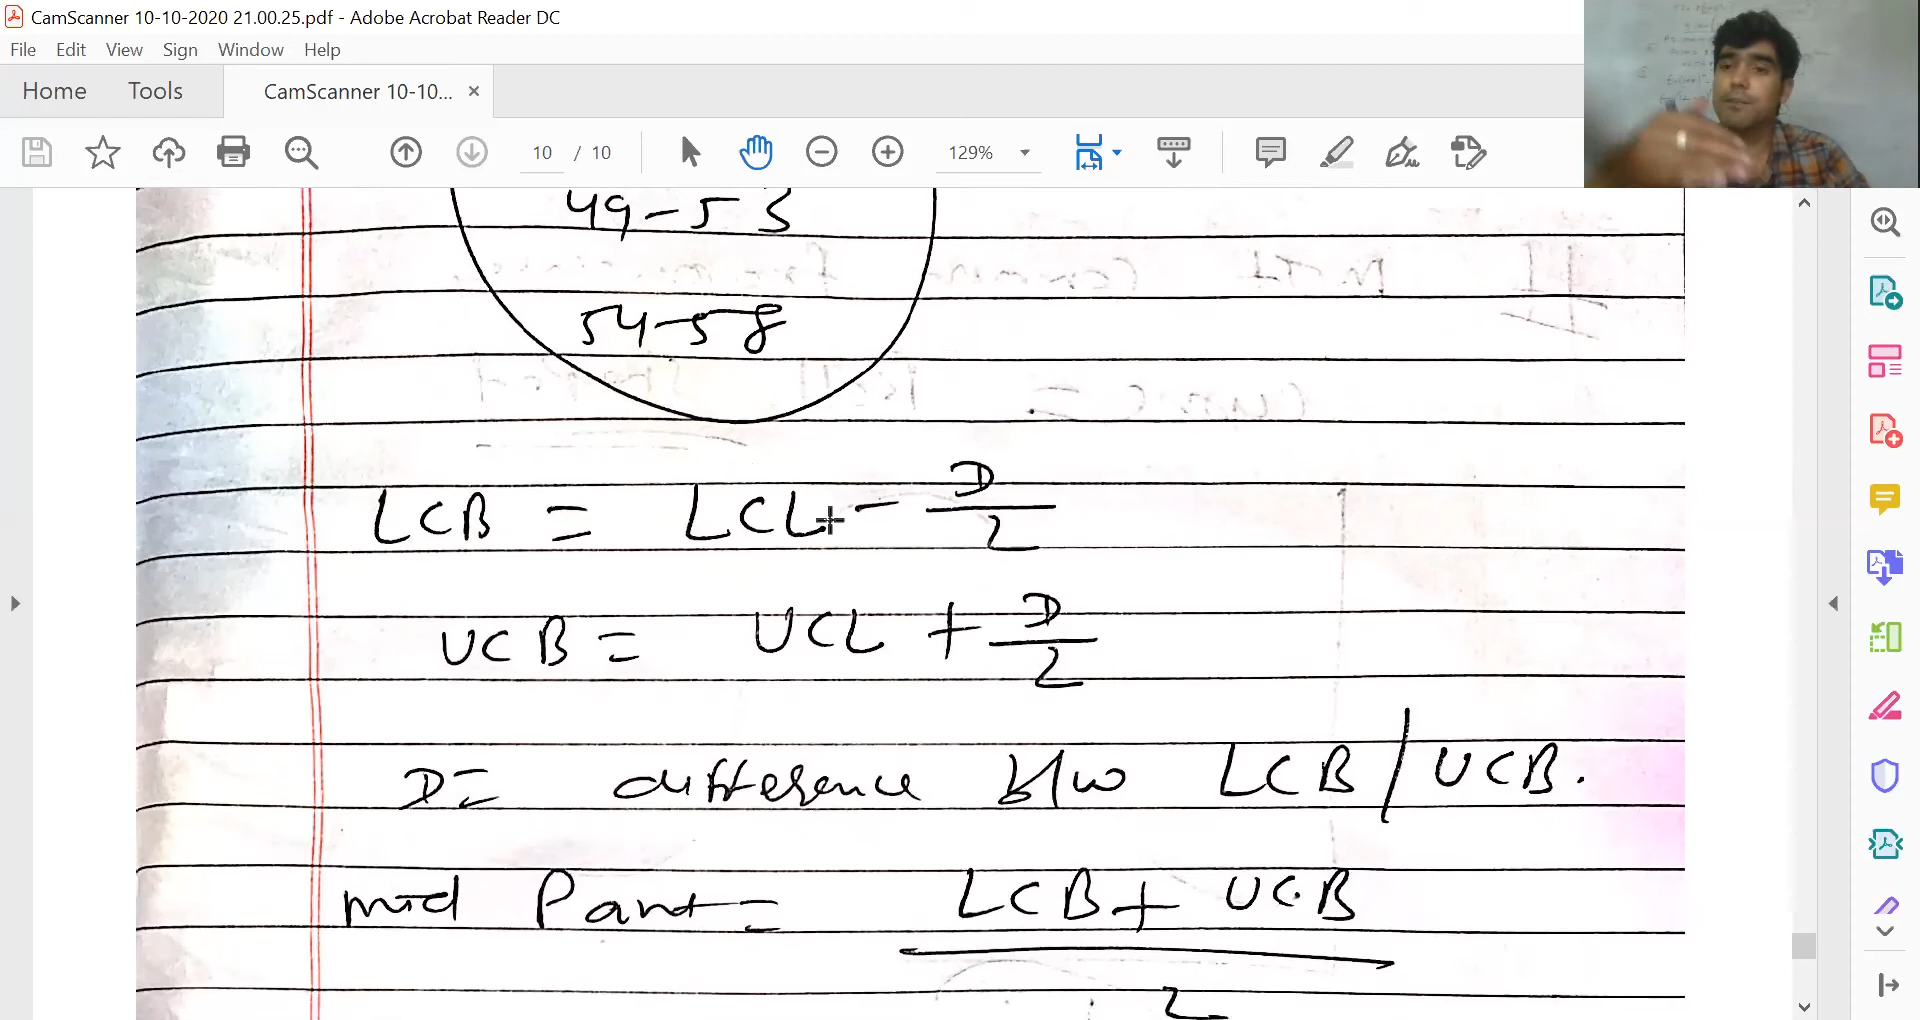 CamScanner 10-10-2020 21.00.25.pdf - Adobe Acrobat Reader DC
File Edit View Sign Window Help
Home Tools CamScanner 10-10... ×
10 / 10 129%
49-53
54-58
LCB = LCL - D/2
UCB = UCL + D/2
D = difference b/w LCB / UCB.
mid Point = LCB + UCB
2